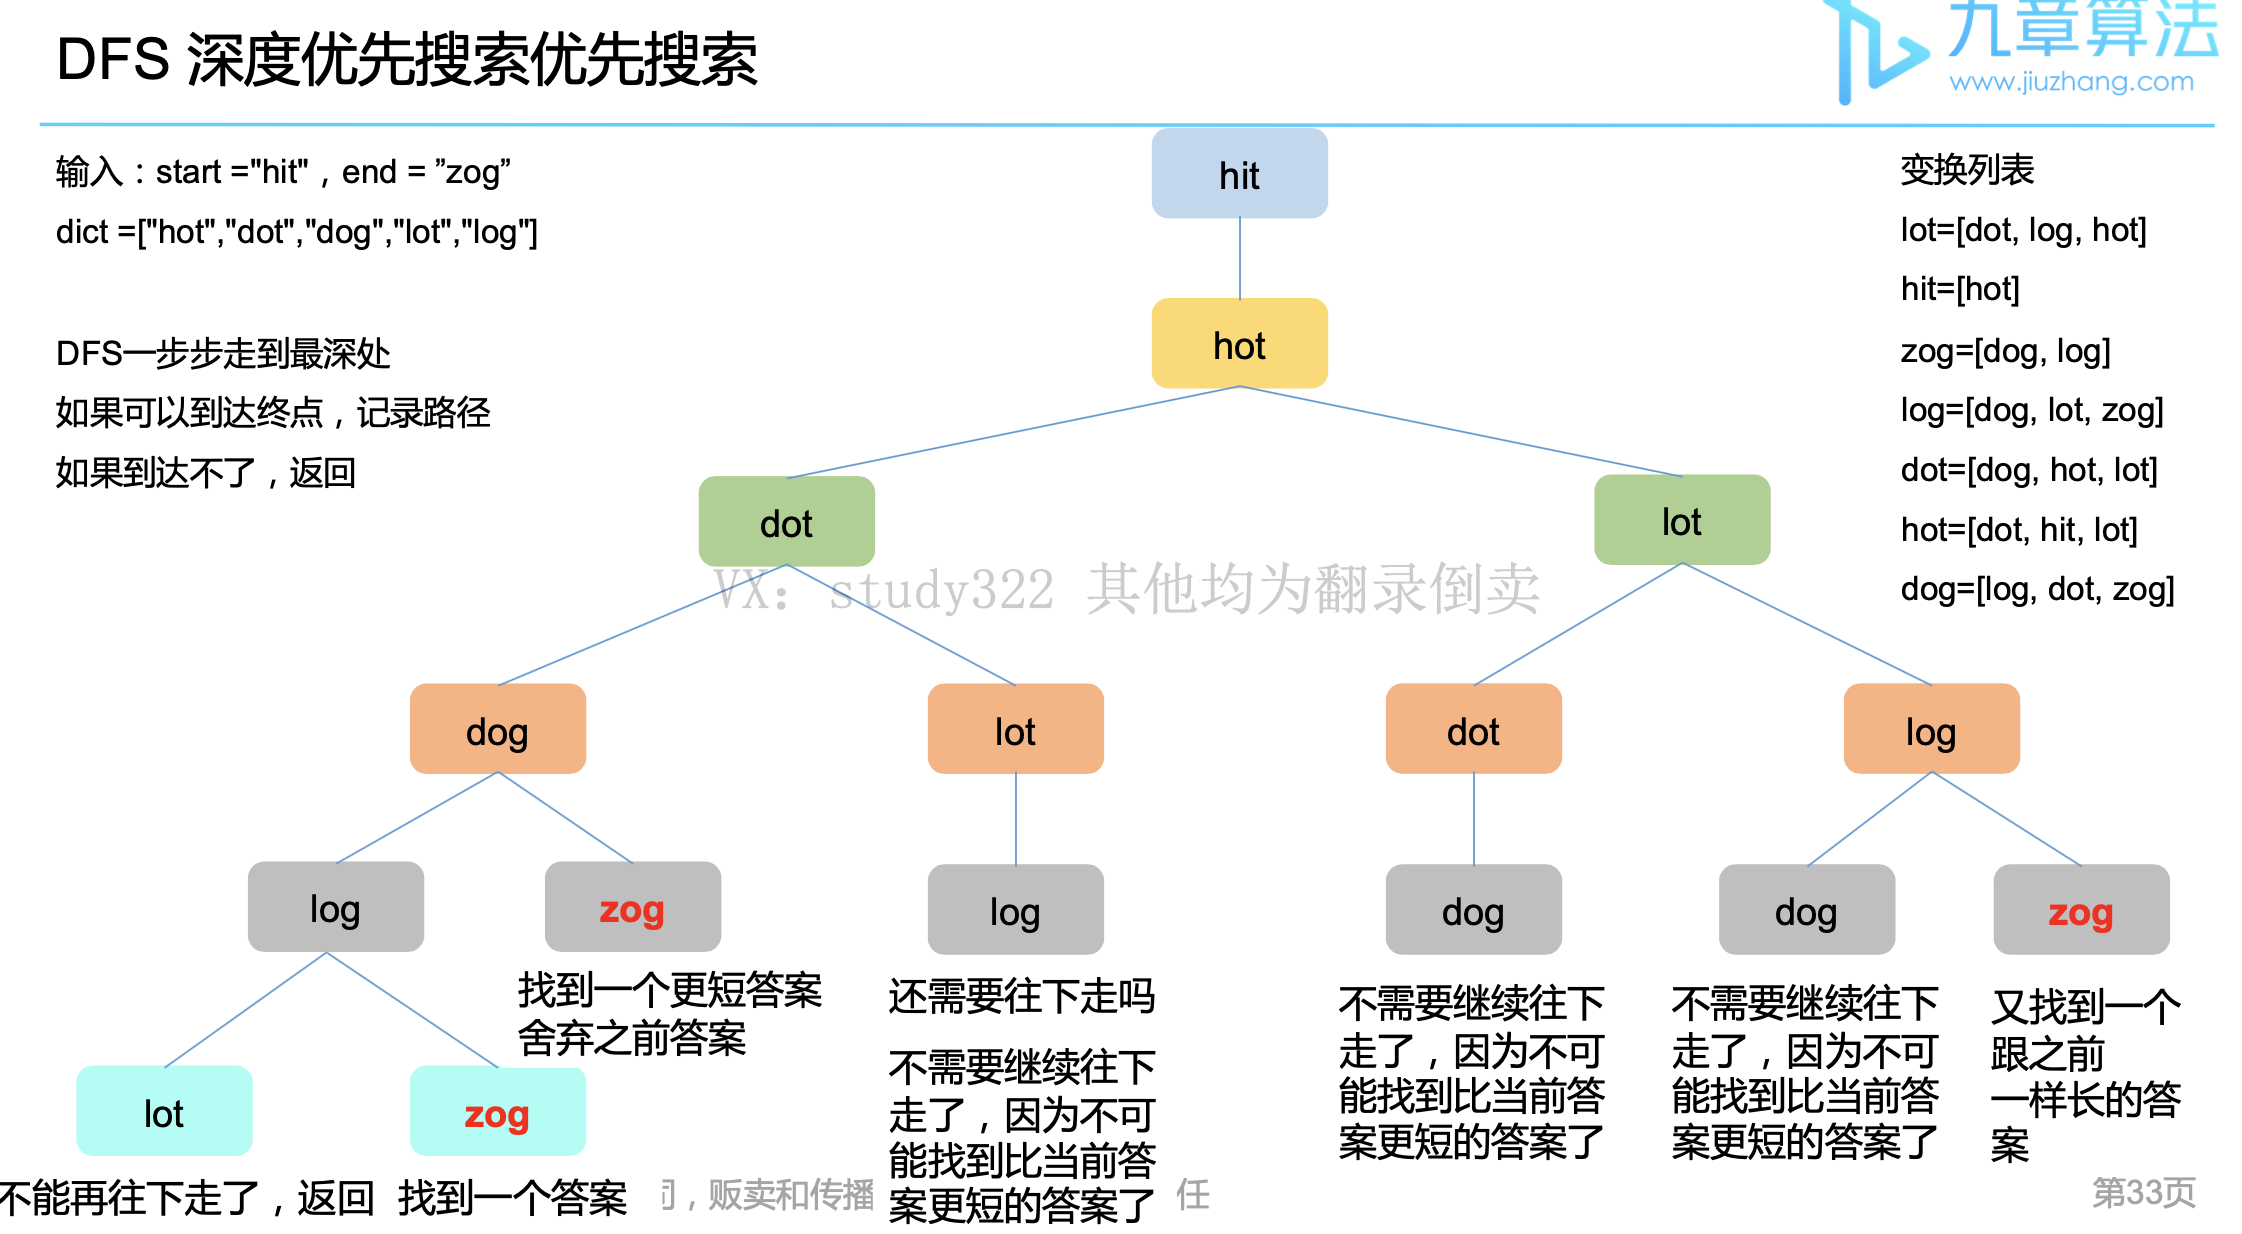 DFS 深度优先搜索优先搜索
九章算法
www.jiuzhang.com
输入：start ="hit"，end = ”zog”
dict =["hot","dot","dog","lot","log"]
DFS一步步走到最深处
如果可以到达终点，记录路径
如果到达不了，返回
变换列表
lot=[dot, log, hot]
hit=[hot]
zog=[dog, log]
log=[dog, lot, zog]
dot=[dog, hot, lot]
hot=[dot, hit, lot]
dog=[log, dot, zog]
hit
hot
dot
lot
VX: study322 其他均为翻录倒卖
dog
lot
dot
log
log
zog
log
dog
dog
zog
找到一个更短答案
舍弃之前答案
还需要往下走吗
不需要继续往下
走了，因为不可
能找到比当前答
案更短的答案了
不需要继续往下
走了，因为不可
能找到比当前答
案更短的答案了
不需要继续往下
走了，因为不可
能找到比当前答
案更短的答案了
又找到一个
跟之前
一样长的答
案
lot
zog
不能再往下走了，返回
找到一个答案
，贩卖和传播
任
第33页